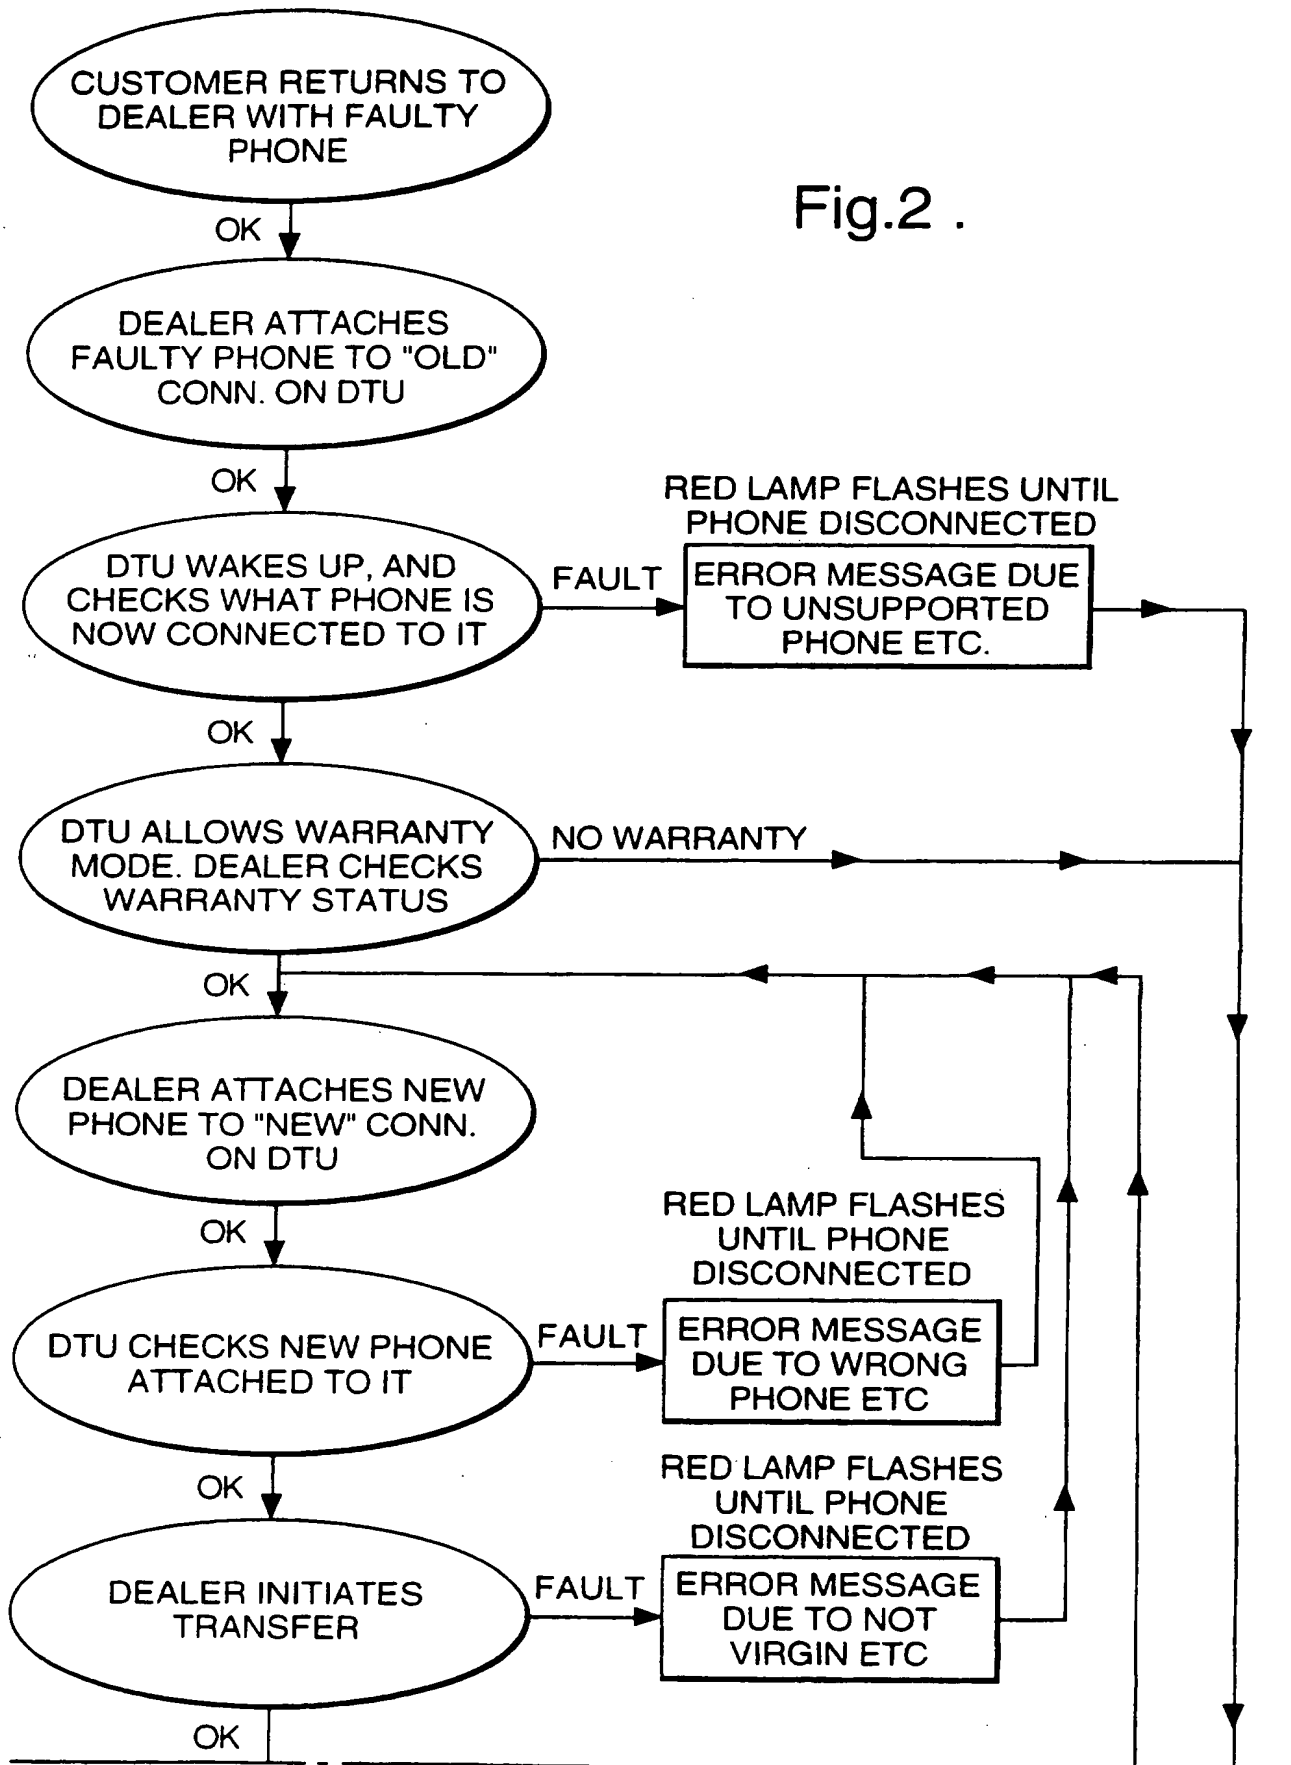 CUSTOMER RETURNS TO
DEALER WITH FAULTY
PHONE
Fig.2 .
OK
DEALER ATTACHES
FAULTY PHONE TO "OLD"
CONN. ON DTU
OK
RED LAMP FLASHES UNTIL
PHONE DISCONNECTED
DTU WAKES UP, AND
CHECKS WHAT PHONE IS
NOW CONNECTED TO IT
FAULT
ERROR MESSAGE DUE
TO UNSUPPORTED
PHONE ETC.
OK
DTU ALLOWS WARRANTY
MODE. DEALER CHECKS
WARRANTY STATUS
NO WARRANTY
OK
DEALER ATTACHES NEW
PHONE TO "NEW" CONN.
ON DTU
OK
RED LAMP FLASHES
UNTIL PHONE
DISCONNECTED
DTU CHECKS NEW PHONE
ATTACHED TO IT
FAULT
ERROR MESSAGE
DUE TO WRONG
PHONE ETC
OK
RED LAMP FLASHES
UNTIL PHONE
DISCONNECTED
DEALER INITIATES
TRANSFER
FAULT
ERROR MESSAGE
DUE TO NOT
VIRGIN ETC
OK